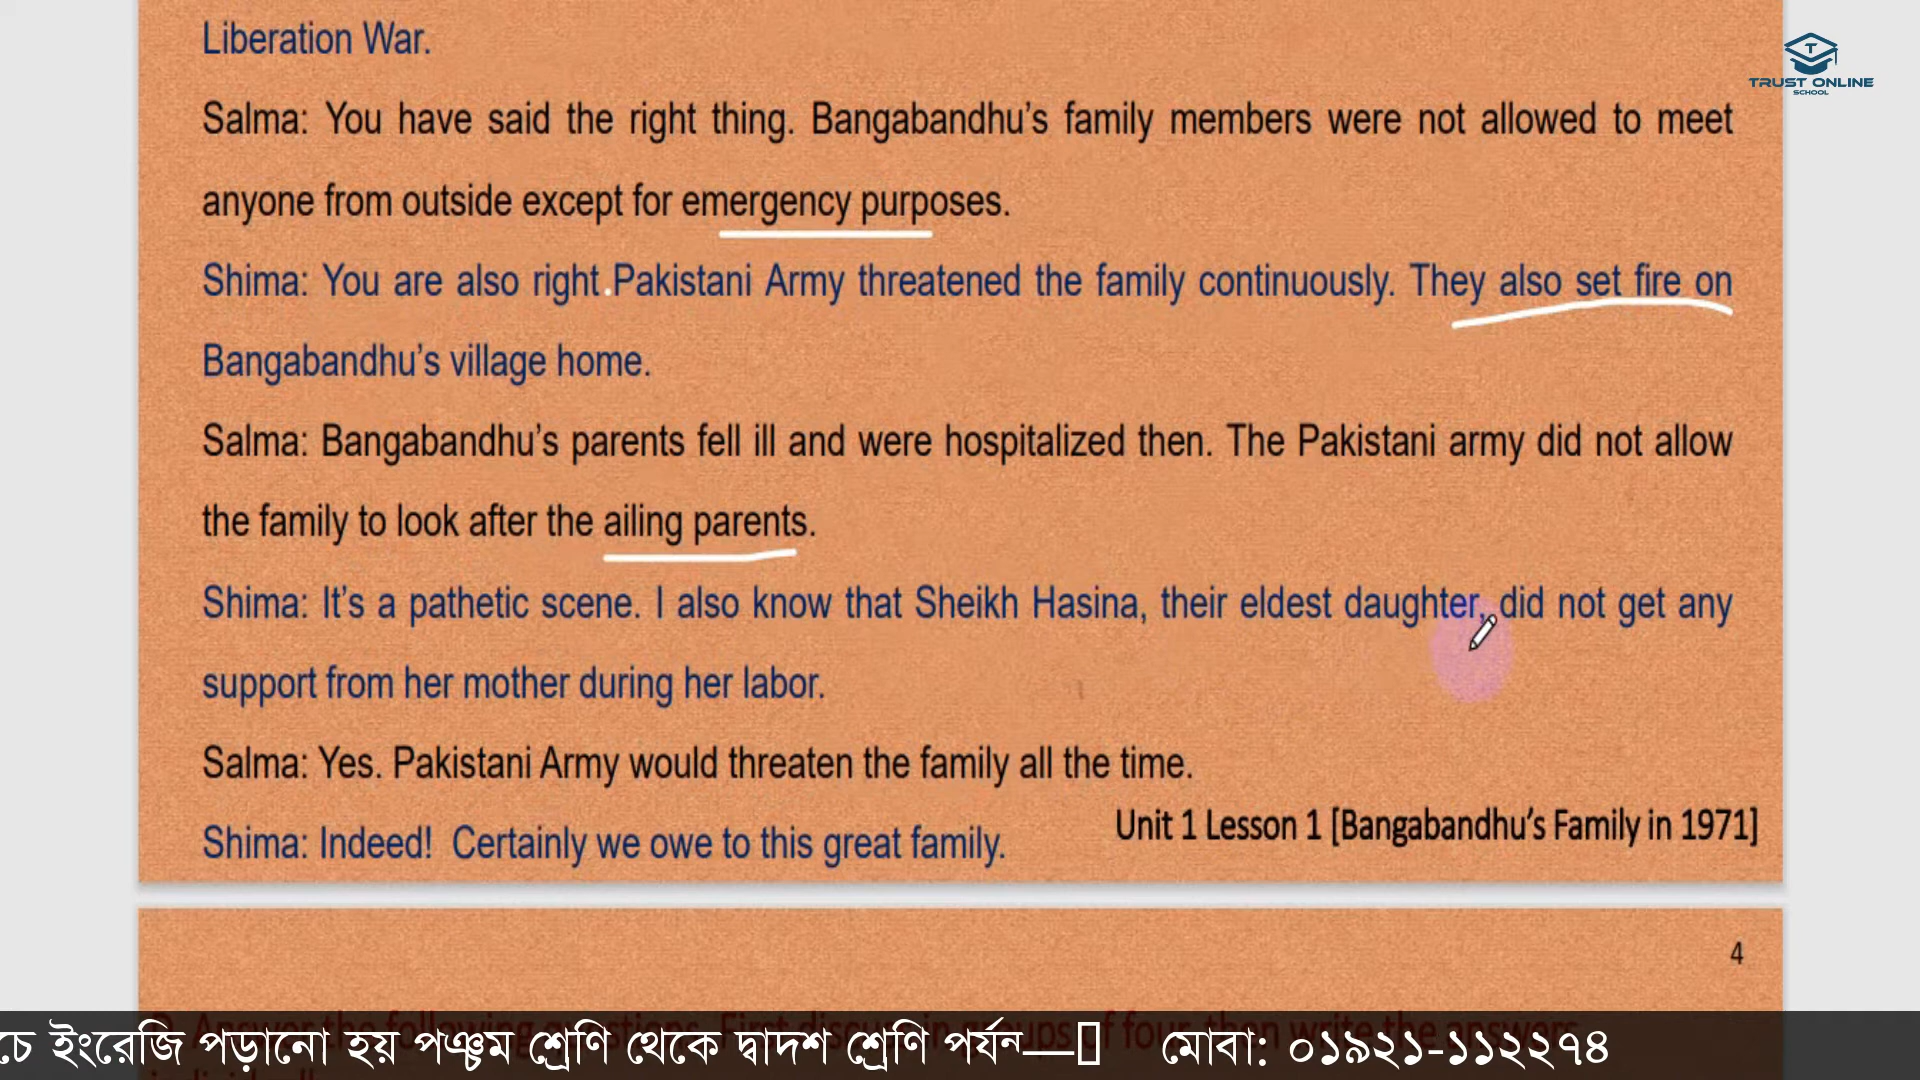 Liberation War.
TRUST ONLINE
SCHOOL
Salma: You have said the right thing. Bangabandhu’s family members were not allowed to meet
anyone from outside except for emergency purposes.
Shima: You are also right.Pakistani Army threatened the family continuously. They also set fire on
Bangabandhu’s village home.
Salma: Bangabandhu’s parents fell ill and were hospitalized then. The Pakistani army did not allow
the family to look after the ailing parents.
Shima: It’s a pathetic scene. I also know that Sheikh Hasina, their eldest daughter, did not get any
support from her mother during her labor.
Salma: Yes. Pakistani Army would threaten the family all the time.
Shima: Indeed!  Certainly we owe to this great family.
Unit 1 Lesson 1 [Bangabandhu’s Family in 1971]
4
ইংরেজি পড়ানো হয় পঞ্চম শ্রেণি থেকে দ্বাদশ শ্রেণি পর্যন— মোবা: ০১৯২১-১১২২৭৪